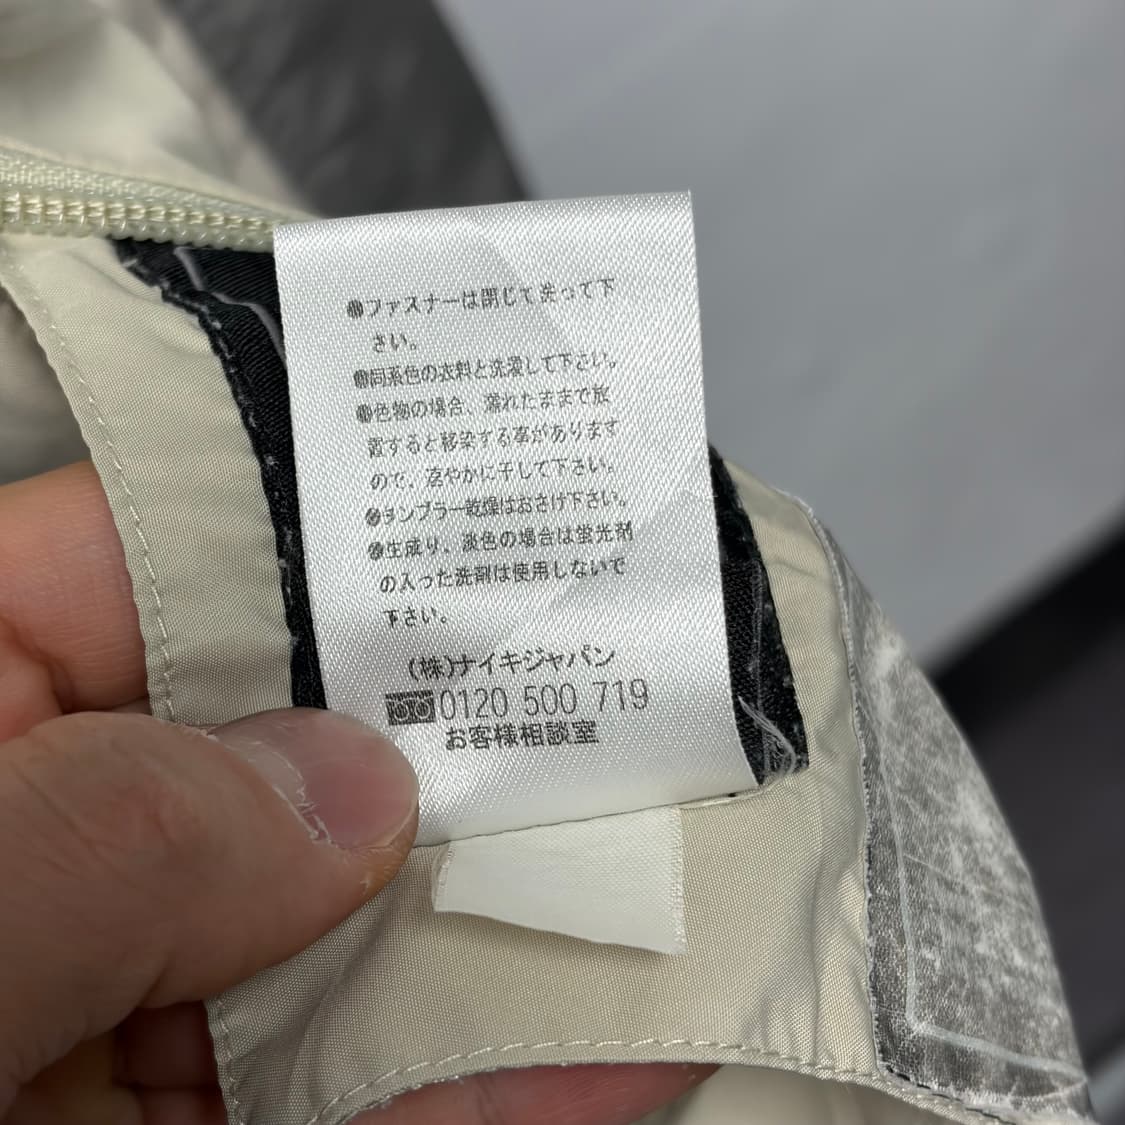 ●ファスナーは閉じて洗って下
さい。
●同系色の衣料と洗濯して下さい。
●色物の場合、濡れたままで放
置すると移染する事があります
ので、速やかに干して下さい。
●タンブラー乾燥はおさけ下さい。
●生成り、淡色の場合は蛍光剤
の入った洗剤は使用しないで
下さい。
(株)ナイキジャパン
0120 500 719
お客様相談室